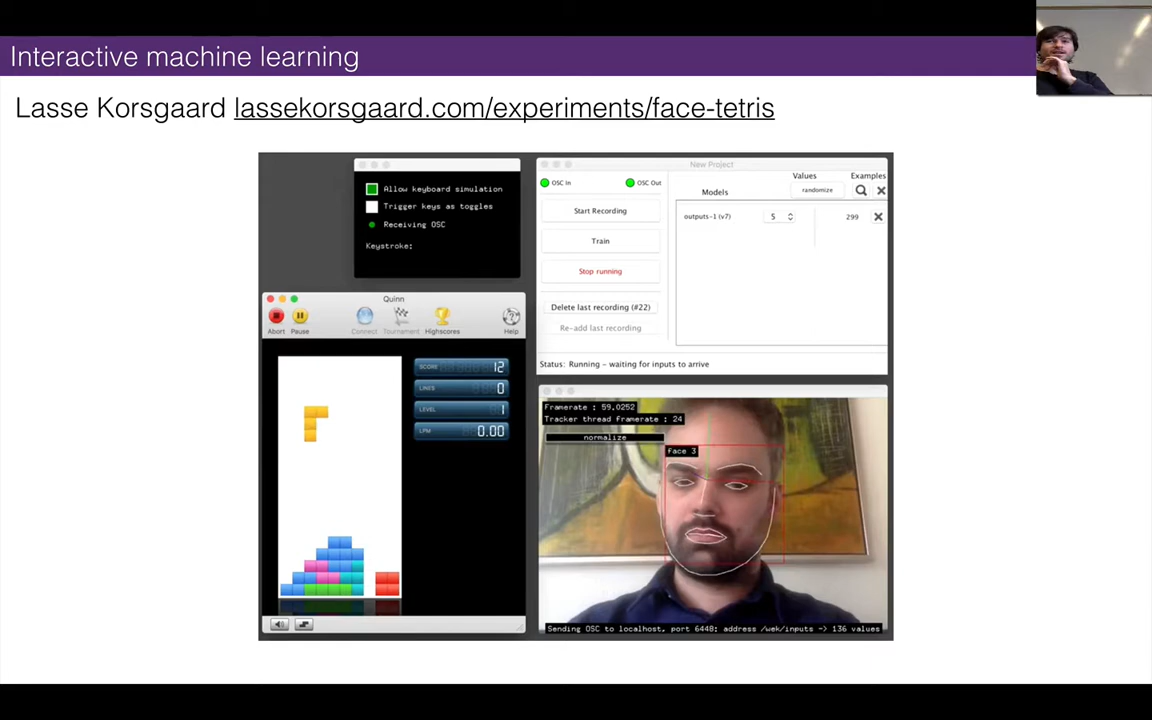 Interactive machine learning
Lasse Korsgaard lassekorsgaard.com/experiments/face-tetris
Allow keyboard simulation
Trigger keys as toggles
Receiving OSC
Keystroke:
New Project
OSC In
OSC Out
Start Recording
Train
Stop running
Delete last recording (#22)
Re-add last recording
Values
Examples
Models
randomize
outputs-1 (v7)
5
299
Status: Running - waiting for inputs to arrive
Quinn
Abort
Pause
Connect
Tournament
Highscores
Help
SCORE 12
LINES 0
LEVEL 1
LPM 0.00
Framerate : 59.0252
Tracker thread framerate : 24
normalize
Face 3
Sending OSC to localhost, port 6448: address /wek/inputs -> 136 values